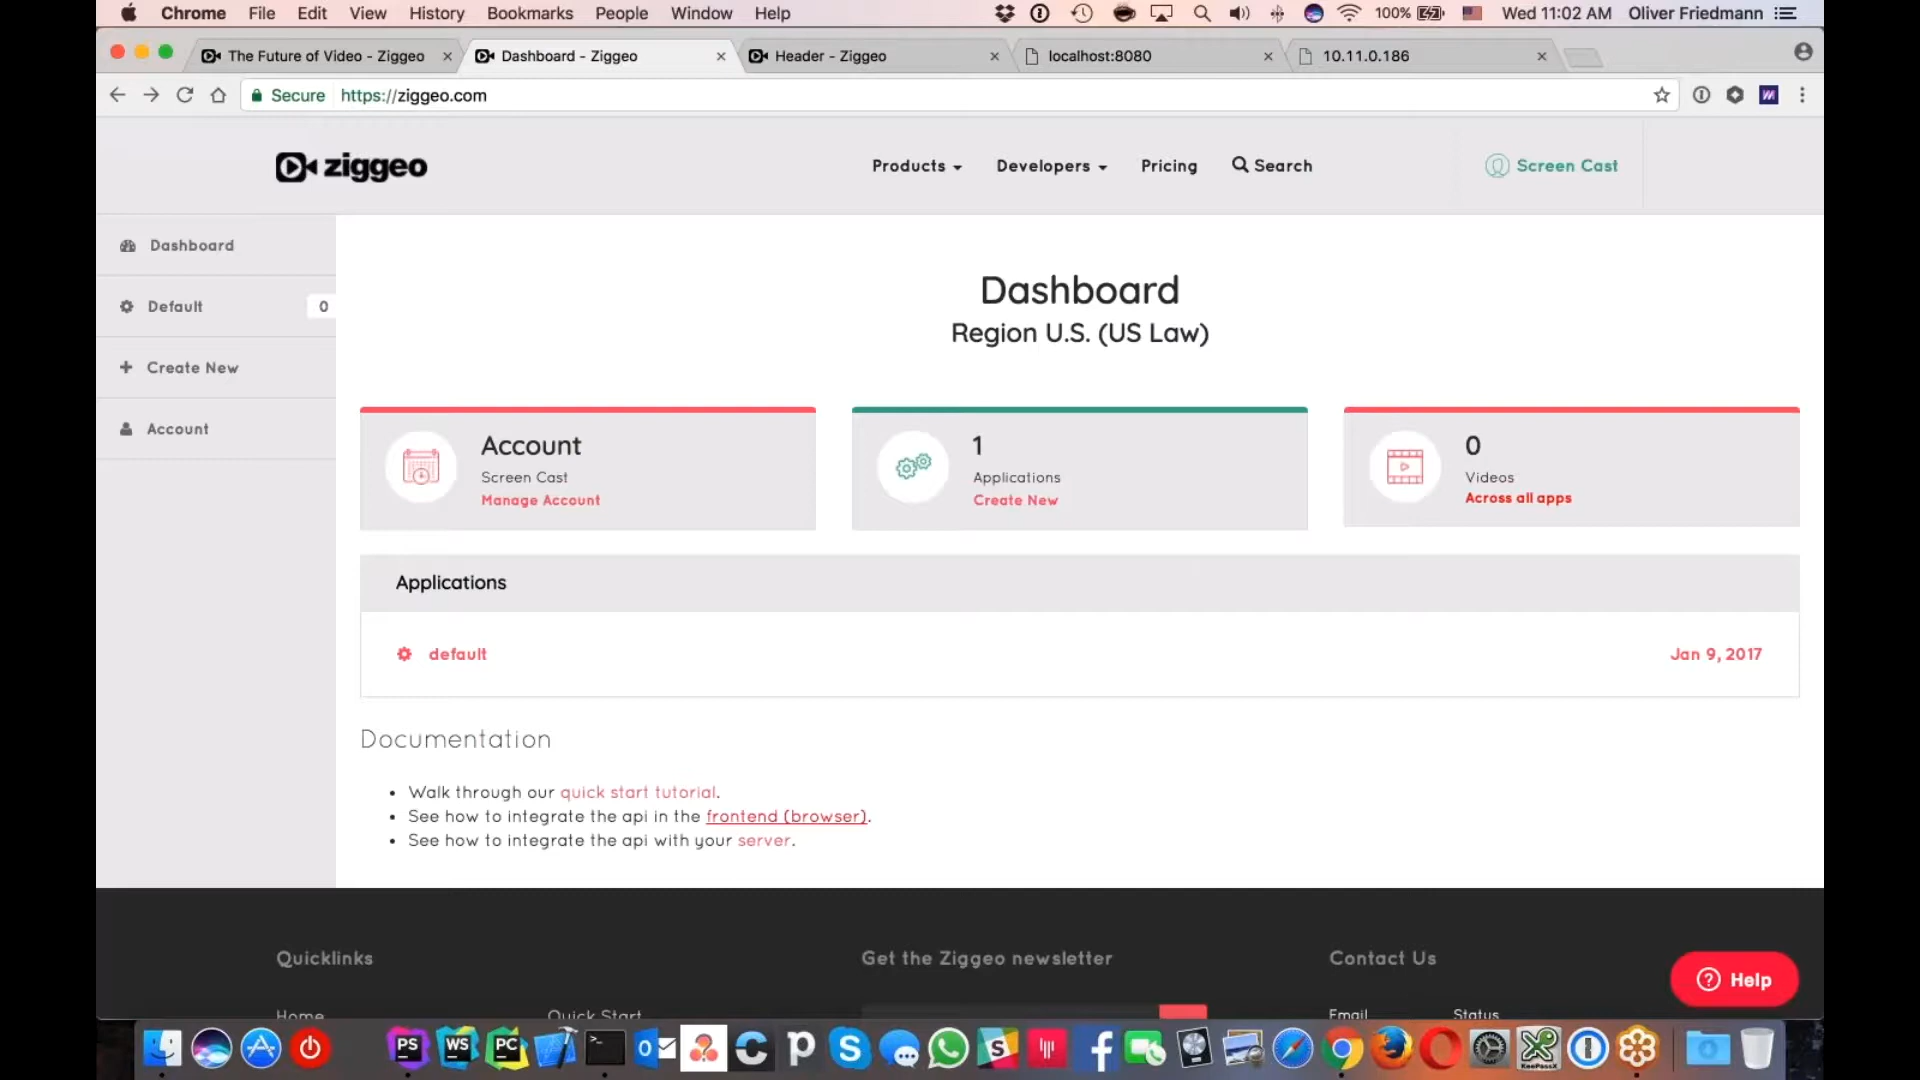 Chrome File Edit View History Bookmarks People Window Help 100% Wed 11:02 AM Oliver Friedmann
The Future of Video - Ziggeo Dashboard - Ziggeo Header - Ziggeo localhost:8080 10.11.0.186
Secure https://ziggeo.com
ziggeo Products Developers Pricing Search Screen Cast
Dashboard
Default 0
Create New
Account
Dashboard
Region U.S. (US Law)
Account
Screen Cast
Manage Account
1
Applications
Create New
0
Videos
Across all apps
Applications
default Jan 9, 2017
Documentation
Walk through our quick start tutorial.
See how to integrate the api in the frontend (browser).
See how to integrate the api with your server.
Quicklinks Get the Ziggeo newsletter Contact Us
Help
Home Quick Start Email Status
PS WS PC KeePassX